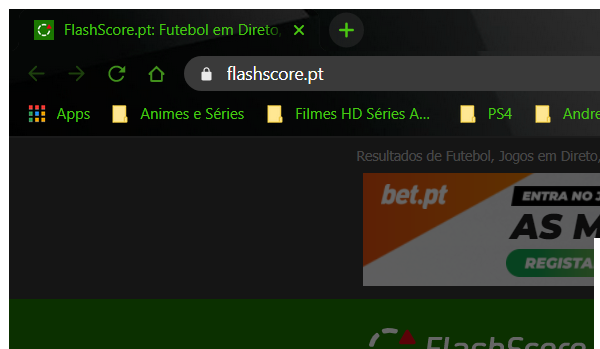 FlashScore.pt: Futebol em Direto,
flashscore.pt
Apps Animes e Séries Filmes HD Séries A... PS4 Andre
Resultados de Futebol, Jogos em Direto,
bet.pt
ENTRA NO J
AS M
REGISTA
FlashScore